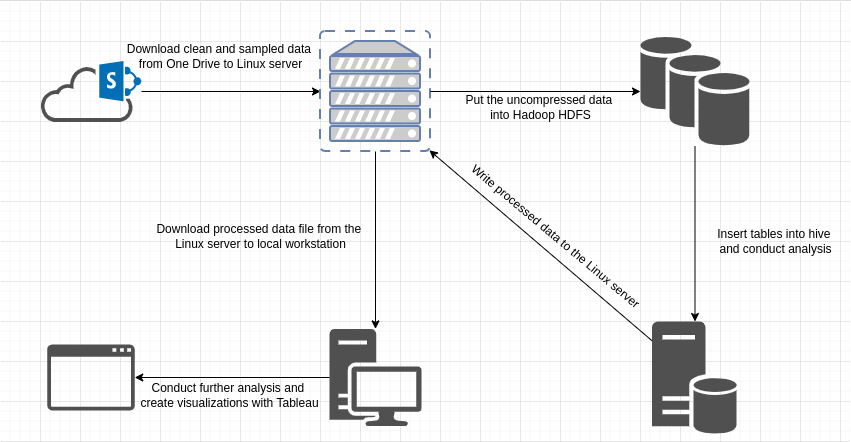 Download clean and sampled data
from One Drive to Linux server
S
Put the uncompressed data
into Hadoop HDFS
Write processed data to the Linux server
Insert tables into hive
and conduct analysis
Download processed data file from the
Linux server to local workstation
Conduct further analysis and
create visualizations with Tableau